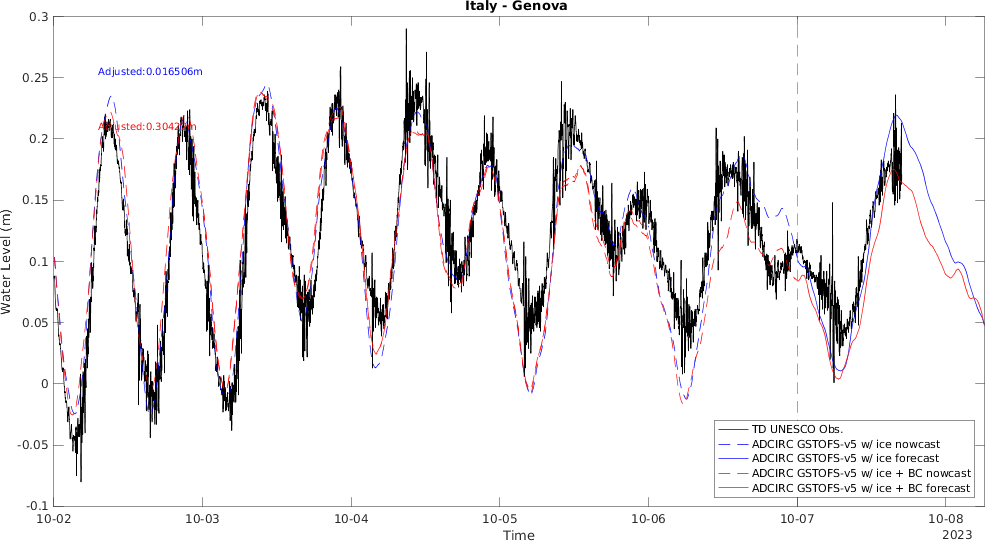 Italy - Genova
0.3
0.25
0.2
0.15
0.1
0.05
0
-0.05
-0.1
Water Level (m)
Adjusted:0.016506m
10-02
10-03
10-04
10-05
10-06
10-07
10-08
2023
Time
TD UNESCO Obs.
ADCIRC GSTOFS-v5 w/ ice nowcast
ADCIRC GSTOFS-v5 w/ ice forecast
ADCIRC GSTOFS-v5 w/ ice + BC nowcast
ADCIRC GSTOFS-v5 w/ ice + BC forecast